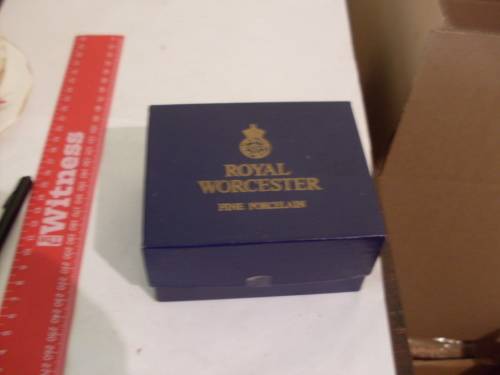 ROYAL
WORCESTER
FINE PORCELAIN
Witness